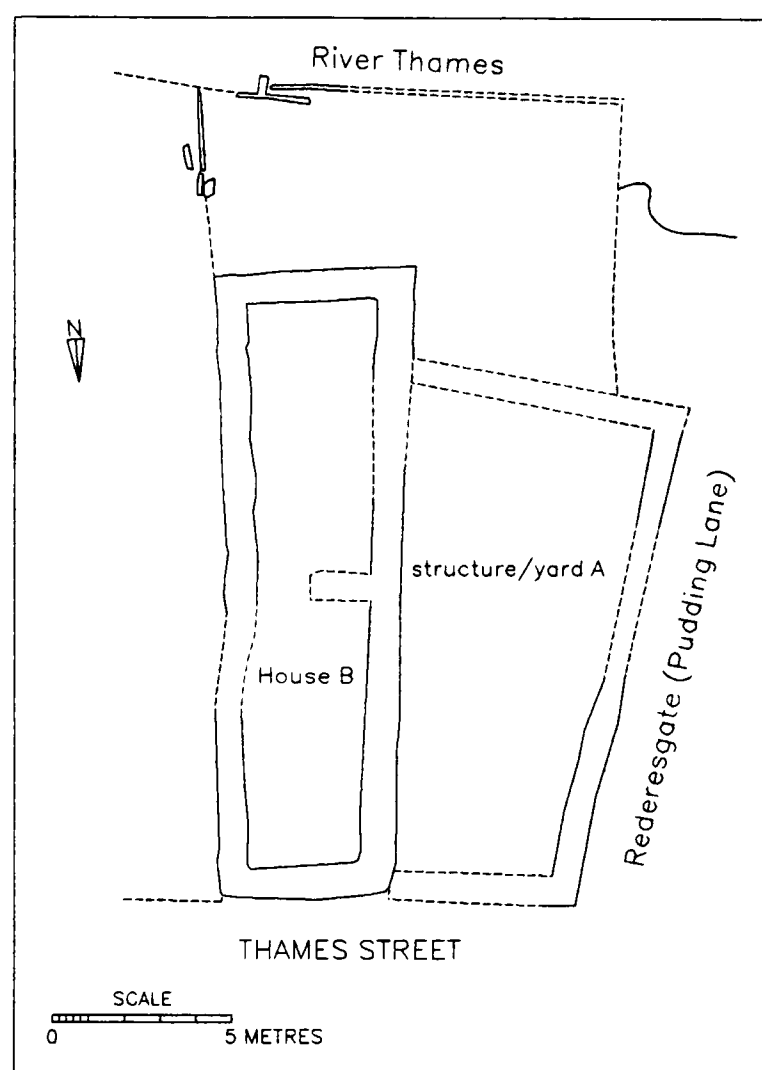 River Thames
N
structure/yard A
House B
Rederesgate (Pudding Lane)
THAMES STREET
SCALE
0 5 METRES